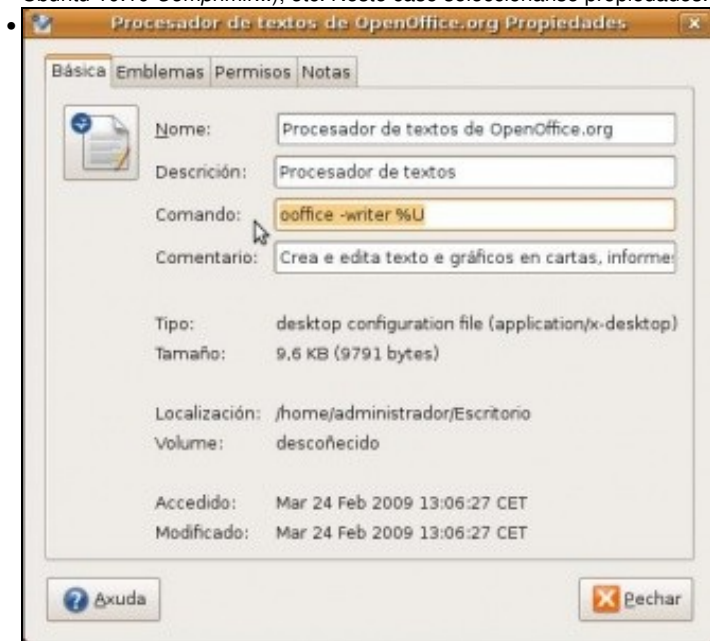 Procesador de textos de OpenOffice.org Propiedades
Básica Emblemas Permisos Notas
Nome: Procesador de textos de OpenOffice.org
Descrición: Procesador de textos
Comando: ooffice -writer %U
Comentario: Crea e edita texto e gráficos en cartas, informes
Tipo: desktop configuration file (application/x-desktop)
Tamaño: 9,6 KB (9791 bytes)
Localización: /home/administrador/Escritorio
Volume: descoñecido
Accedido: Mar 24 Feb 2009 13:06:27 CET
Modificado: Mar 24 Feb 2009 13:06:27 CET
Axuda Pechar